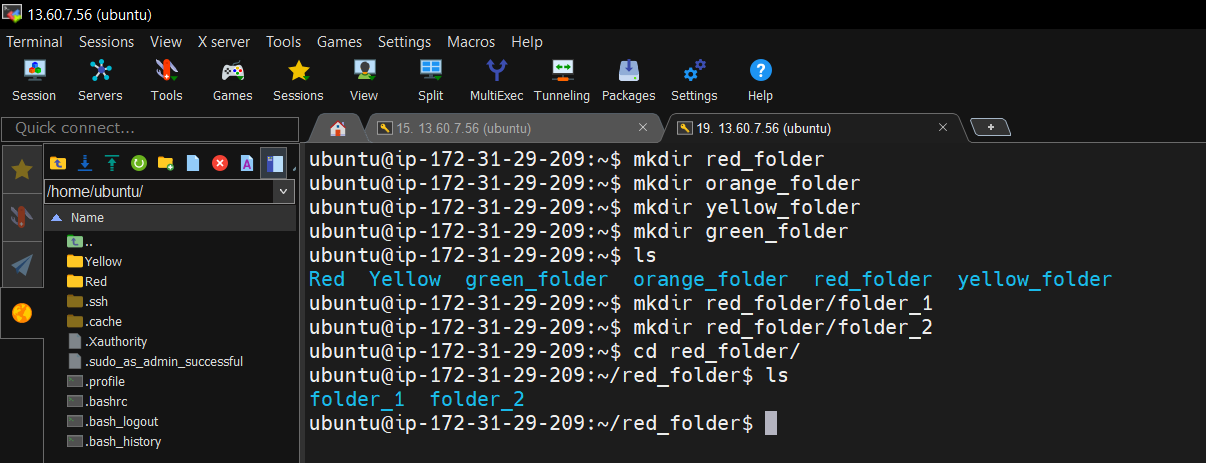 13.60.7.56 (ubuntu)
Terminal Sessions View X server Tools Games Settings Macros Help
Session Servers Tools Games Sessions View Split MultiExec Tunneling Packages Settings Help
Quick connect...
15. 13.60.7.56 (ubuntu)
19. 13.60.7.56 (ubuntu)
/home/ubuntu/
Name
..
Yellow
Red
.ssh
.cache
.Xauthority
.sudo_as_admin_successful
.profile
.bashrc
.bash_logout
.bash_history
ubuntu@ip-172-31-29-209:~$ mkdir red_folder
ubuntu@ip-172-31-29-209:~$ mkdir orange_folder
ubuntu@ip-172-31-29-209:~$ mkdir yellow_folder
ubuntu@ip-172-31-29-209:~$ mkdir green_folder
ubuntu@ip-172-31-29-209:~$ ls
Red Yellow green_folder orange_folder red_folder yellow_folder
ubuntu@ip-172-31-29-209:~$ mkdir red_folder/folder_1
ubuntu@ip-172-31-29-209:~$ mkdir red_folder/folder_2
ubuntu@ip-172-31-29-209:~$ cd red_folder/
ubuntu@ip-172-31-29-209:~/red_folder$ ls
folder_1 folder_2
ubuntu@ip-172-31-29-209:~/red_folder$